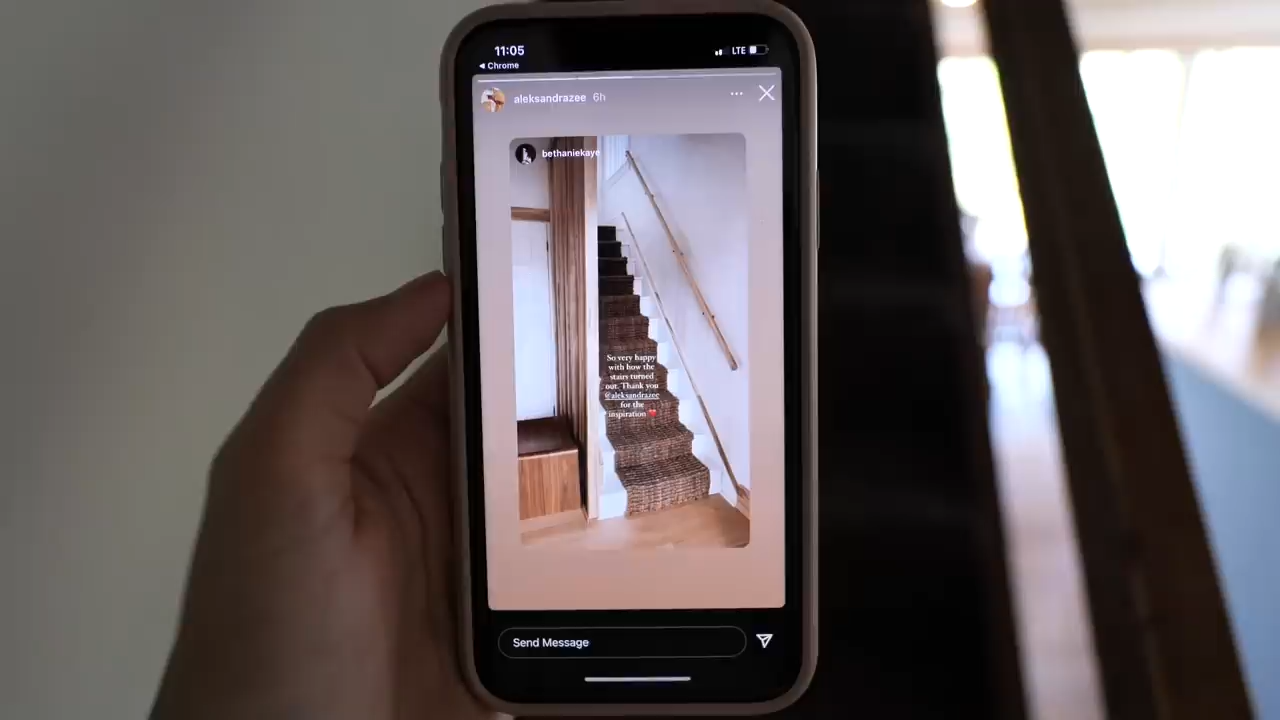 11:05
LTE
◀ Chrome
aleksandrazee 6h
bethaniekaye
So very happy
with how the
stairs turned
out. Thank you
@aleksandrazee
for the
inspiration ❤️
Send Message